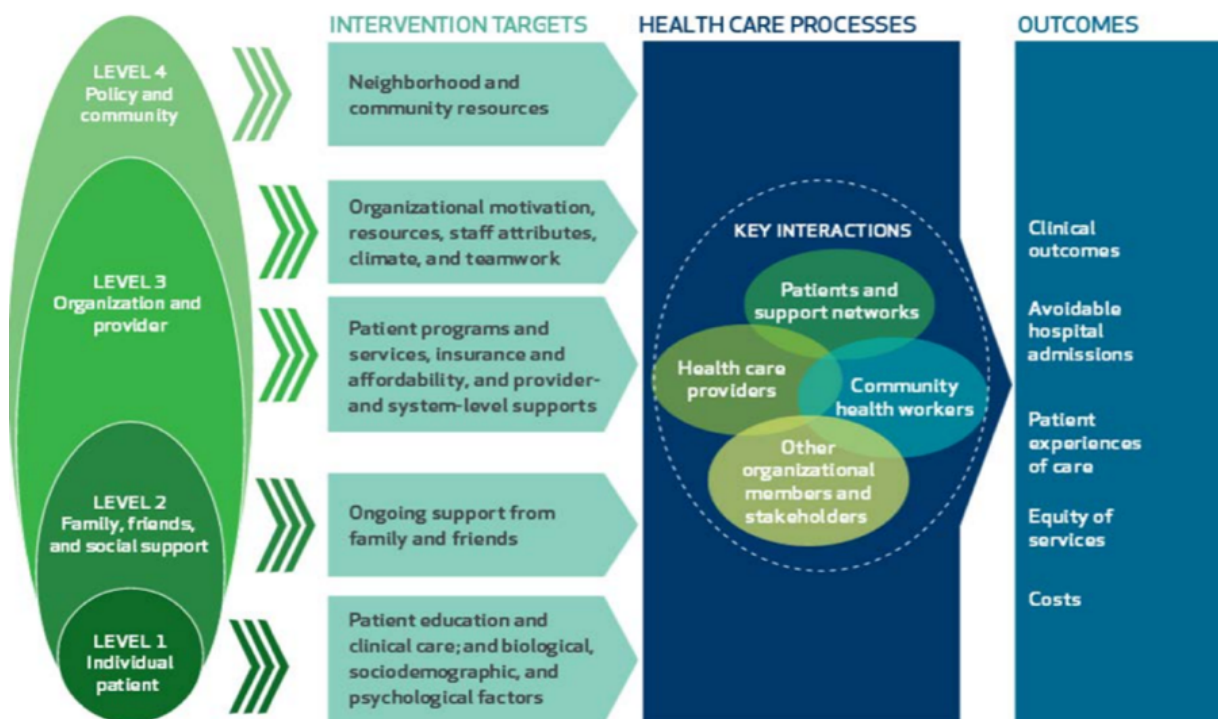 INTERVENTION TARGETS
HEALTH CARE PROCESSES
OUTCOMES
LEVEL 4
Policy and
community
Neighborhood and
community resources
LEVEL 3
Organization and
provider
Organizational motivation,
resources, staff attributes,
climate, and teamwork
Patient programs and
services, insurance and
affordability, and provider-
and system-level supports
LEVEL 2
Family, friends,
and social support
Ongoing support from
family and friends
LEVEL 1
Individual
patient
Patient education and
clinical care; and biological,
sociodemographic, and
psychological factors
KEY INTERACTIONS
Patients and
support networks
Health care
providers
Community
health workers
Other
organizational
members and
stakeholders
Clinical
outcomes
Avoidable
hospital
admissions
Patient
experiences
of care
Equity of
services
Costs